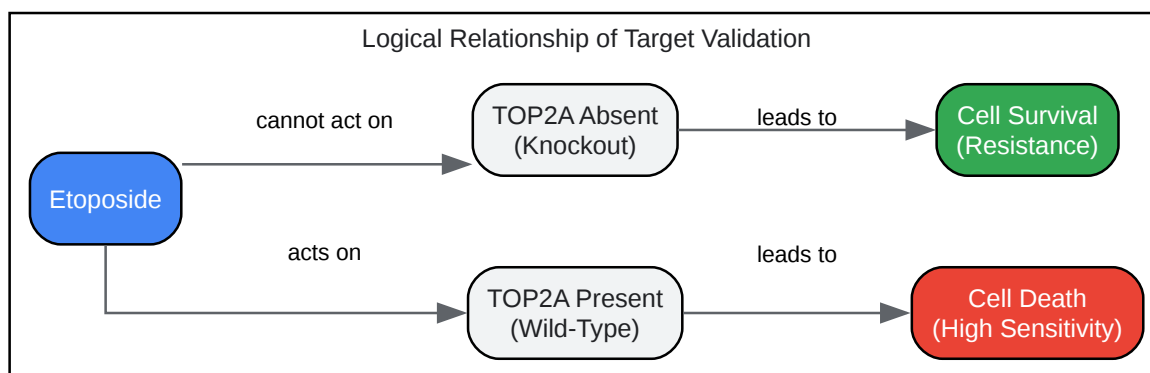 Logical Relationship of Target Validation
cannot act on
TOP2A Absent
(Knockout)
leads to
Cell Survival
(Resistance)
Etoposide
acts on
TOP2A Present
(Wild-Type)
leads to
Cell Death
(High Sensitivity)